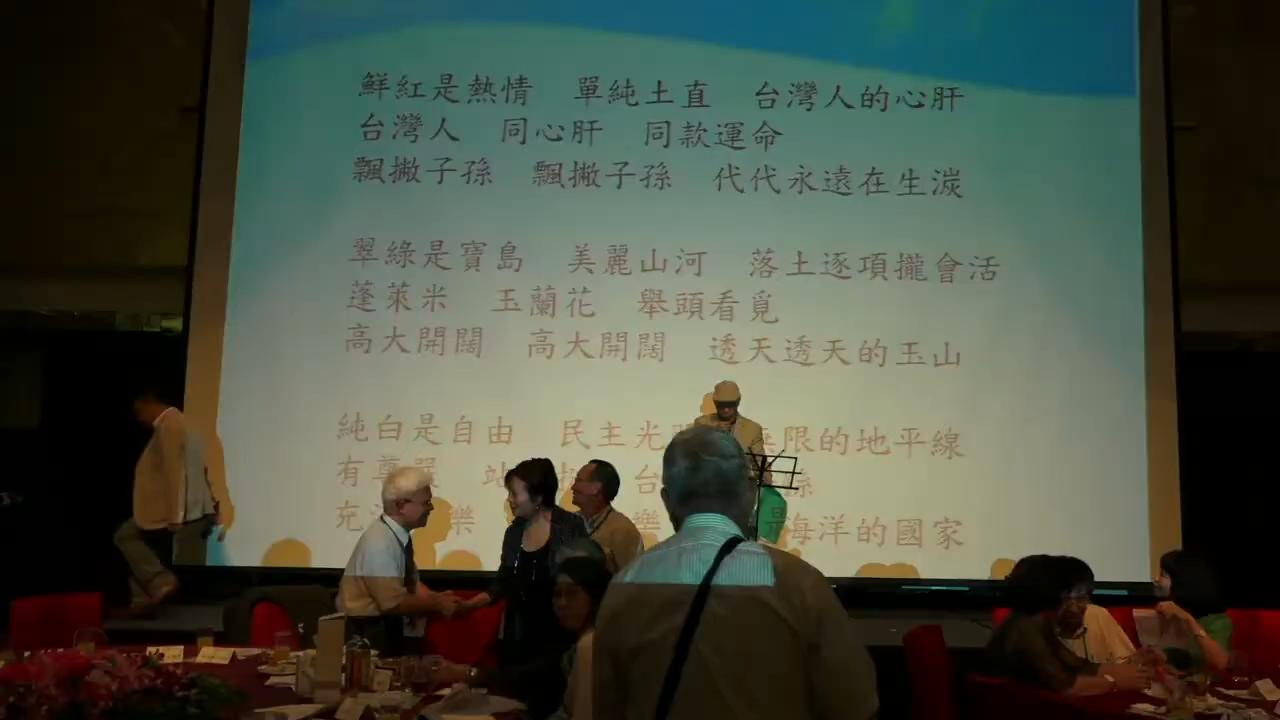 鮮紅是熱情 單純土直 台灣人的心肝
台灣人 同心肝 同款運命
飄撇子孫 飄撇子孫 代代永遠在生湠
翠綠是寶島 美麗山河 落土逐項攏會活
蓬萊米 玉蘭花 舉頭看覓
高大開闊 高大開闊 透天透天的玉山
純白是自由 民主光 無限的地平線
有尊嚴 站 台 孫
充 樂 樂 是海洋的國家